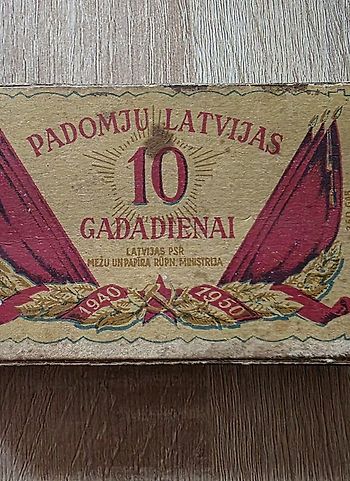 PADOMJU LATVIJAS
10
GADADIENAI
LATVIJAS PSR
MEŽU UN PAPĪRA RŪPN. MINISTRIJA
1940 1950